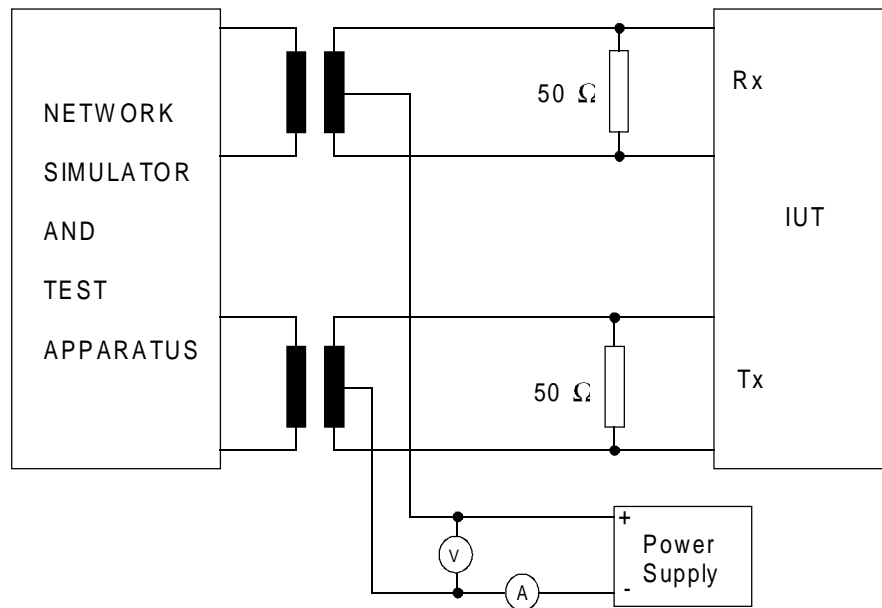 NETWORK
SIMULATOR
AND
TEST
APPARATUS
50 Ω
Rx
IUT
50 Ω
Tx
V
A
+
-
Power
Supply